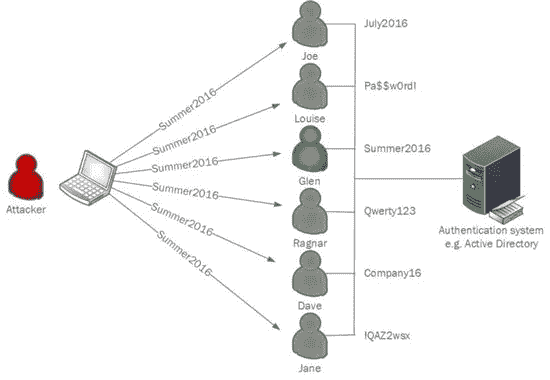 July2016
Joe
Summer2016
Pa$$w0rd!
Summer2016
Louise
Summer2016
Summer2016
Glen
Attacker
Summer2016
Qwerty123
Ragnar
Authentication system
e.g. Active Directory
Summer2016
Company16
Dave
Summer2016
!QAZ2wsx
Jane